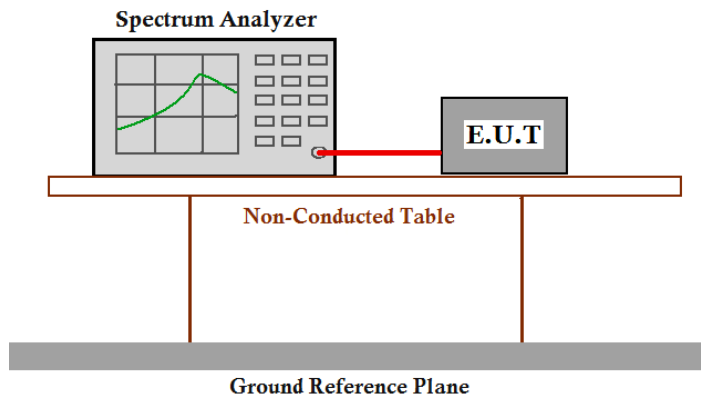 Spectrum Analyzer
E.U.T
Non-Conducted Table
Ground Reference Plane